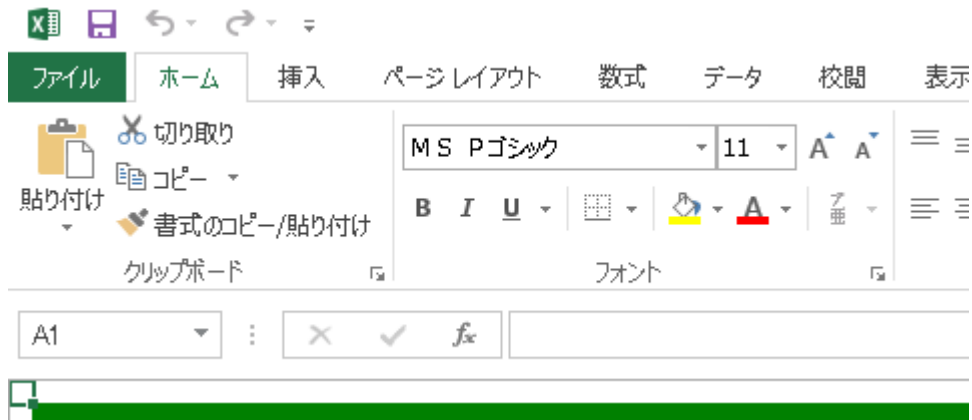 ファイル ホーム 挿入 ページ レイアウト 数式 データ 校閲 表示
切り取り
ＭＳ Ｐゴシック 11
コピー
貼り付け
B I U A
書式のコピー/貼り付け
クリップボード フォント
A1 fx